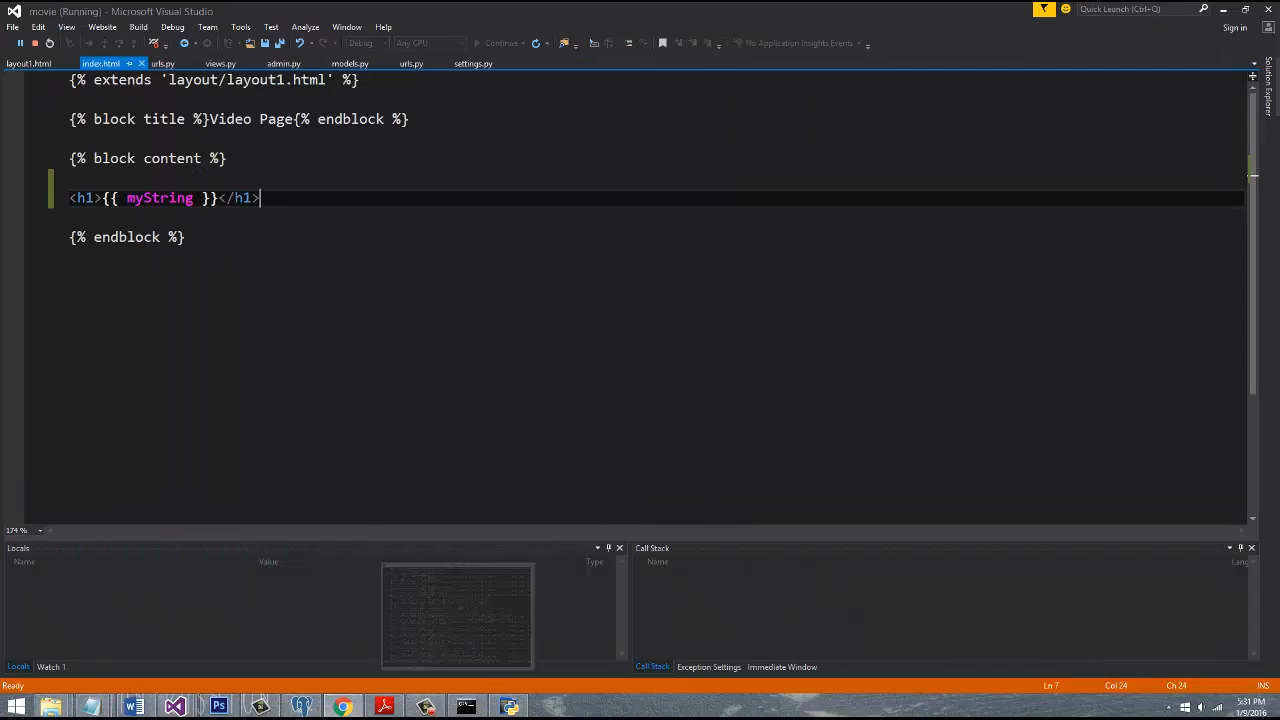 movie (Running) - Microsoft Visual Studio
Quick Launch (Ctrl+Q)
File Edit View Website Build Debug Team Tools Test Analyze Window Help
Sign in
Debug Any CPU Continue No Application Insights Events
layout1.html index.html urls.py views.py admin.py models.py urls.py settings.py
Solution Explorer
{% extends 'layout/layout1.html' %}
{% block title %}Video Page{% endblock %}
{% block content %}
<h1>{{ myString }}</h1>
{% endblock %}
174 %
Locals
Name Value Type
Call Stack
Name Lang
Locals Watch 1
Call Stack Exception Settings Immediate Window
Ready Ln 7 Col 24 Ch 24 INS
5:31 PM
1/9/2016